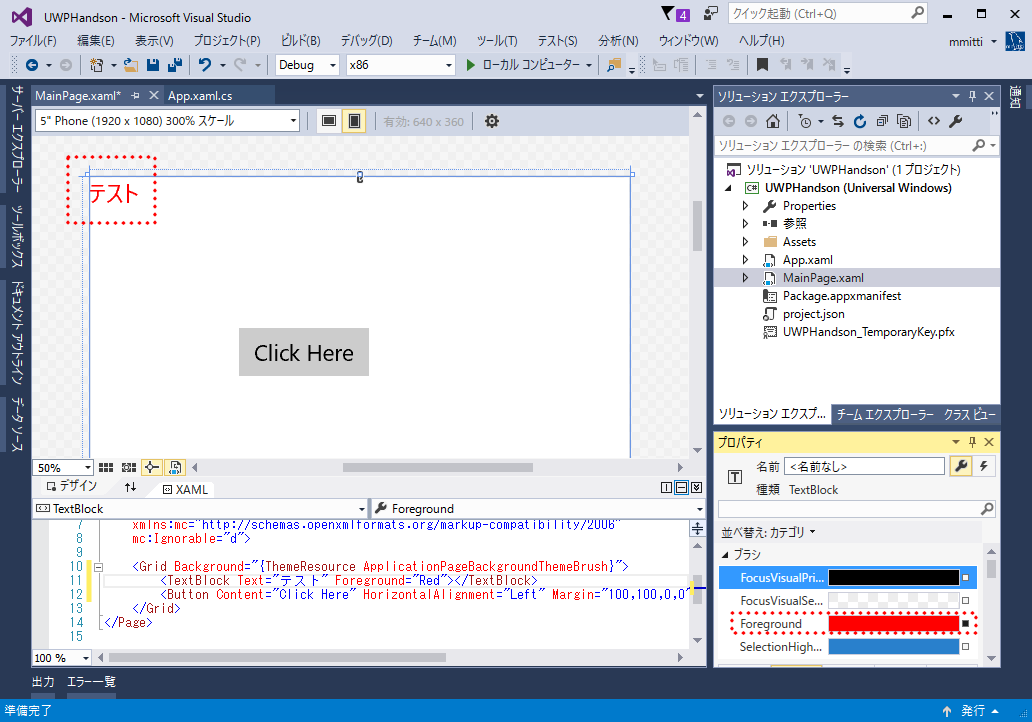 UWPHandson - Microsoft Visual Studio
4
クイック起動 (Ctrl+Q)
ファイル(F) 編集(E) 表示(V) プロジェクト(P) ビルド(B) デバッグ(D) チーム(M) ツール(T) テスト(S) 分析(N) ウィンドウ(W) ヘルプ(H)
mmitti
Debug x86 ローカル コンピューター
サーバー エクスプローラー
ツールボックス
ドキュメント アウトライン
データ ソース
MainPage.xaml* App.xaml.cs
5" Phone (1920 x 1080) 300% スケール 有効: 640 x 360
テスト
Click Here
50%
デザイン XAML
TextBlock Foreground
7 xmlns:mc="http://schemas.openxmlformats.org/markup-compatibility/2006"
8 mc:Ignorable="d">
9
10 <Grid Background="{ThemeResource ApplicationPageBackgroundThemeBrush}">
11 <TextBlock Text="テスト" Foreground="Red"></TextBlock>
12 <Button Content="Click Here" HorizontalAlignment="Left" Margin="100,100,0,0"
13 </Grid>
14 </Page>
15
100 %
出力 エラー一覧
ソリューション エクスプローラー
ソリューション エクスプローラー の検索 (Ctrl+:)
ソリューション 'UWPHandson' (1 プロジェクト)
UWPHandson (Universal Windows)
Properties
参照
Assets
App.xaml
MainPage.xaml
Package.appxmanifest
project.json
UWPHandson_TemporaryKey.pfx
ソリューション エクスプ... チーム エクスプローラー クラス ビュー
プロパティ
名前 <名前なし>
種類 TextBlock
並べ替え: カテゴリ
ブラシ
FocusVisualPri...
FocusVisualSe...
Foreground
SelectionHigh...
通知
準備完了
発行